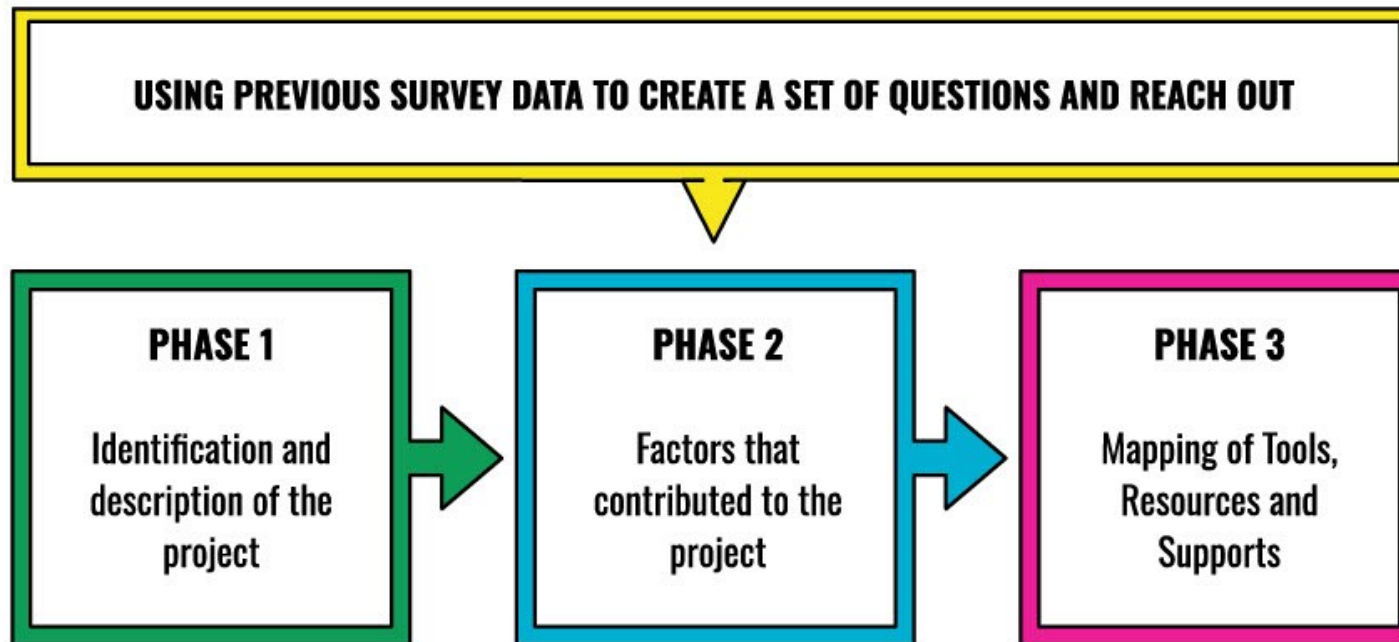 USING PREVIOUS SURVEY DATA TO CREATE A SET OF QUESTIONS AND REACH OUT
PHASE 1
Identification and
description of the
project
PHASE 2
Factors that
contributed to the
project
PHASE 3
Mapping of Tools,
Resources and
Supports